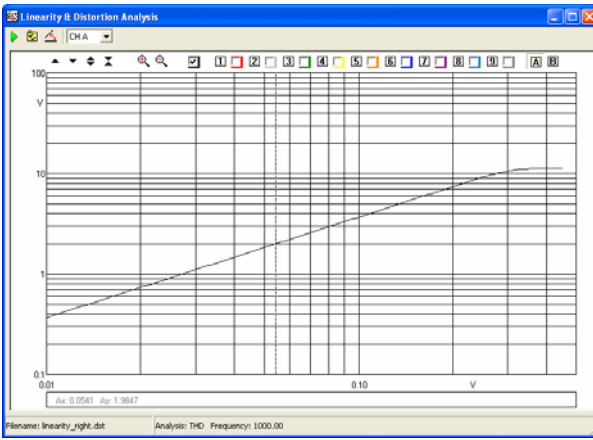 Linearity & Distortion Analysis
CH A
1 2 3 4 5 6 7 8 9 A B
100
V
10
1
0.1
0.01 0.10 V
Ax: 0.0541 Ay: 1.9847
Filename: linearity_right.dst Analysis: THD Frequency: 1000.00